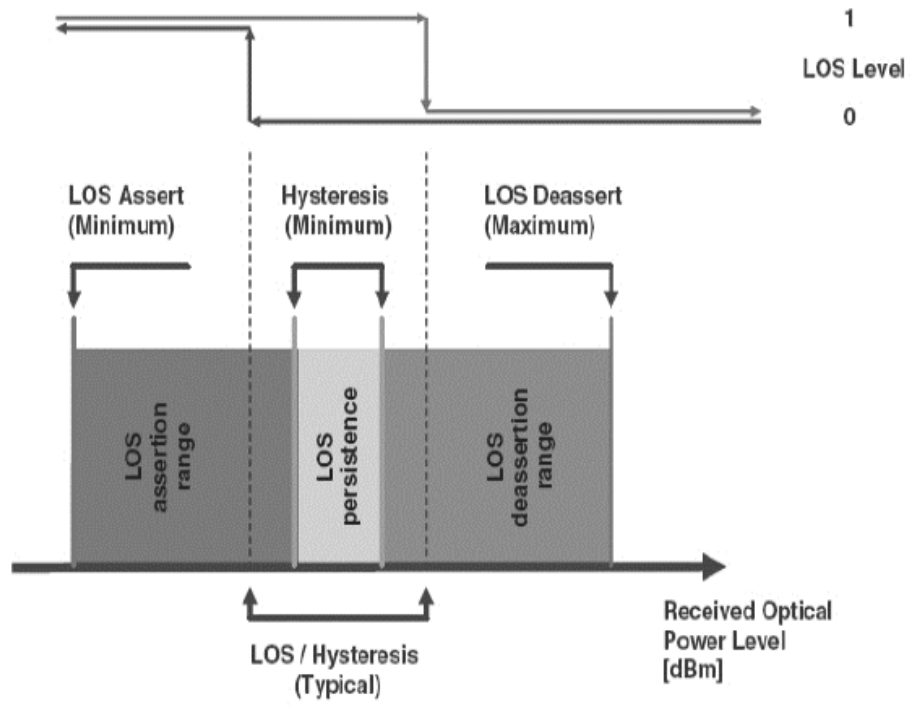 1
LOS Level
0
LOS Assert
(Minimum)
Hysteresis
(Minimum)
LOS Deassert
(Maximum)
LOS
assertion
range
LOS
persistence
LOS
deassertion
range
Received Optical
Power Level
[dBm]
LOS / Hysteresis
(Typical)